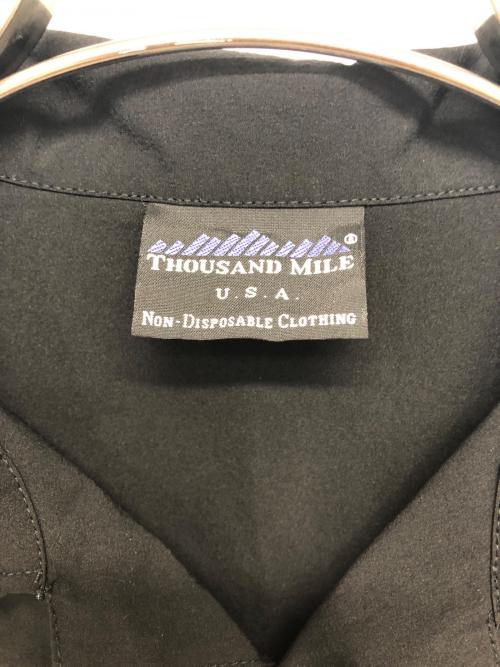 THOUSAND MILE ®
U.S.A.
NON-DISPOSABLE CLOTHING